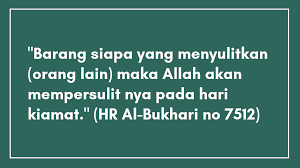 "Barang siapa yang menyulitkan
(orang lain) maka Allah akan
mempersulit nya pada hari
kiamat." (HR Al-Bukhari no 7512)